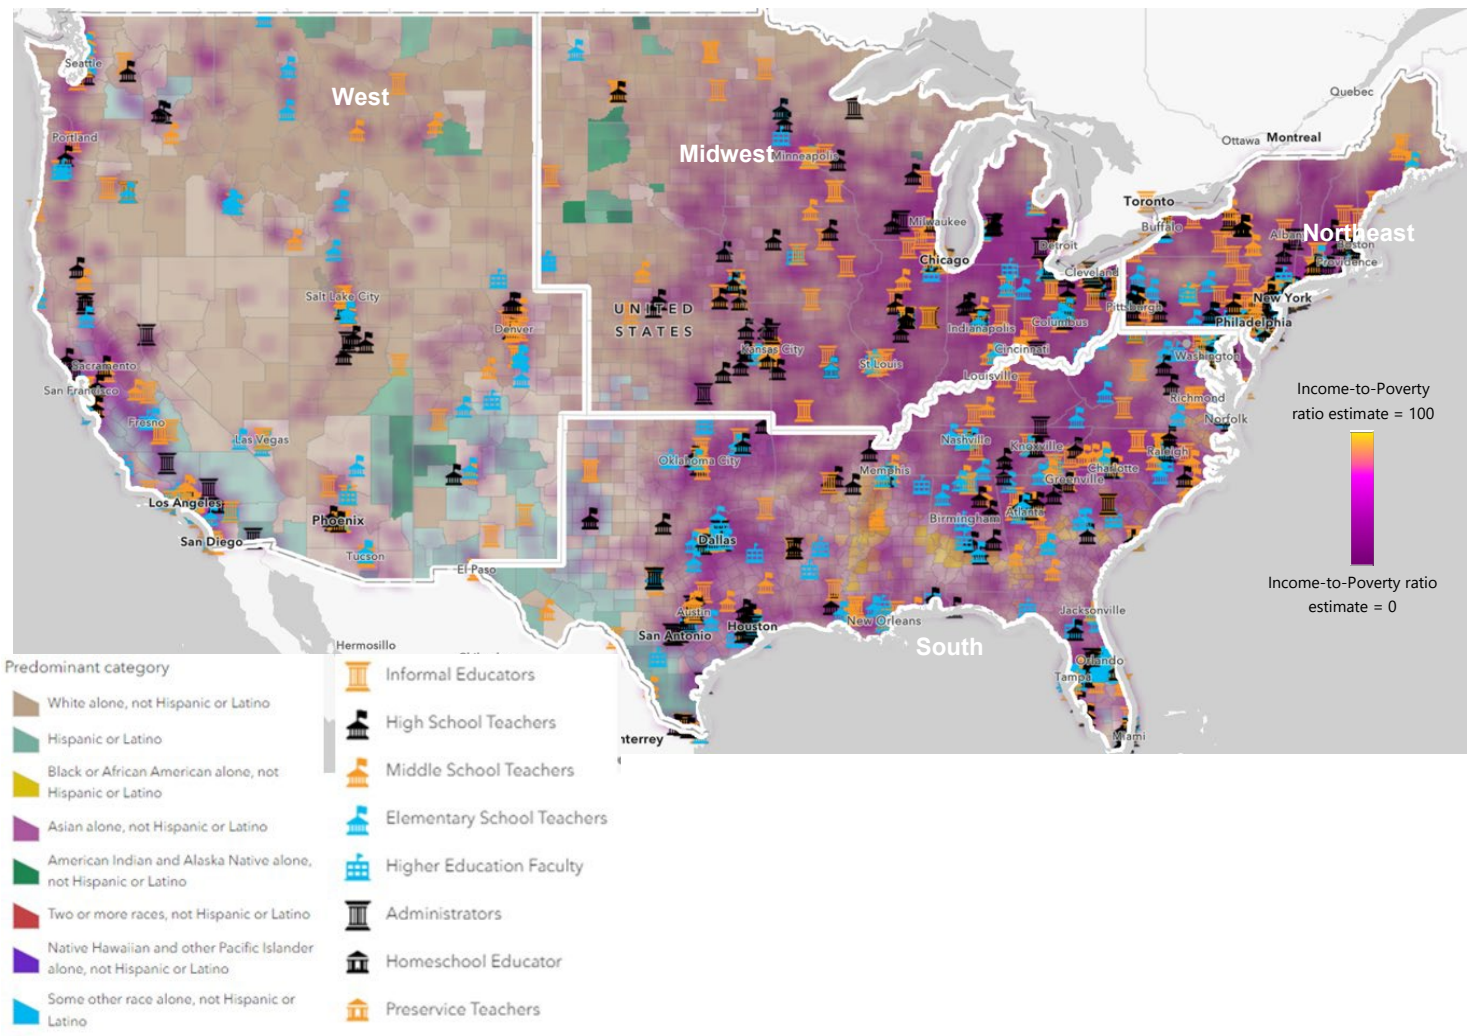 Seattle
West
Quebec
Portland
Ottawa
Montreal
Midwest
Minneapolis
Toronto
Buffalo
Milwaukee
Northeast
Boston
Detroit
Providence
Chicago
Cleveland
Salt Lake City
New York
UNITED
STATES
Pittsburgh
Denver
Indianapolis
Columbus
Philadelphia
Kansas City
Cincinnati
Washington
Sacramento
St Louis
Louisville
San Francisco
Richmond
Norfolk
Fresno
Las Vegas
Nashville
Knoxville
Raleigh
Oklahoma City
Memphis
Charlotte
Greenville
Los Angeles
Phoenix
Birmingham
Atlanta
San Diego
Dallas
Tucson
El Paso
Austin
Jacksonville
San Antonio
Houston
New Orleans
Hermosillo
South
Orlando
Tampa
Miami
Income-to-Poverty
ratio estimate = 100
Income-to-Poverty ratio
estimate = 0
Predominant category
White alone, not Hispanic or Latino
Hispanic or Latino
Black or African American alone, not
Hispanic or Latino
Asian alone, not Hispanic or Latino
American Indian and Alaska Native alone,
not Hispanic or Latino
Two or more races, not Hispanic or Latino
Native Hawaiian and other Pacific Islander
alone, not Hispanic or Latino
Some other race alone, not Hispanic or
Latino
Informal Educators
High School Teachers
Middle School Teachers
Elementary School Teachers
Higher Education Faculty
Administrators
Homeschool Educator
Preservice Teachers